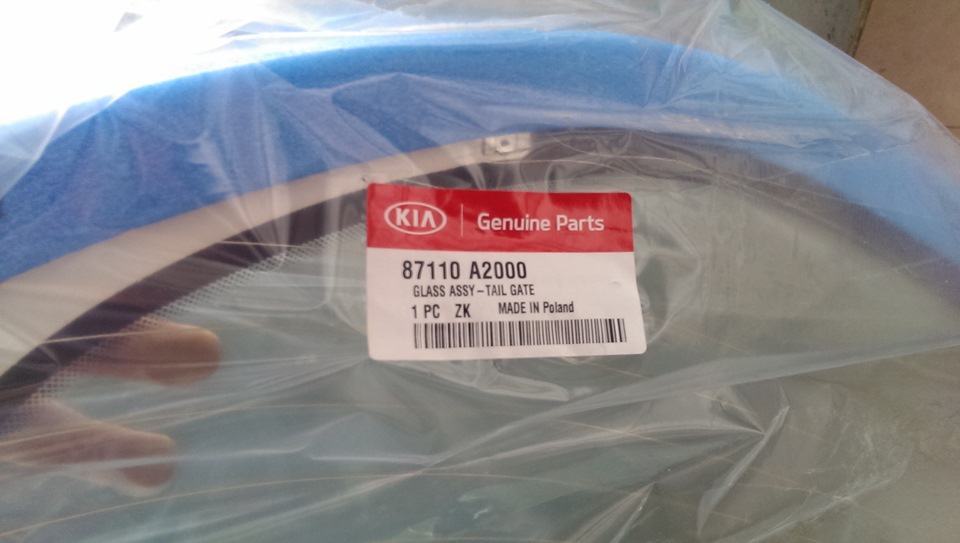 KIA Genuine Parts
87110 A2000
GLASS ASSY-TAIL GATE
1 PC ZK MADE IN Poland